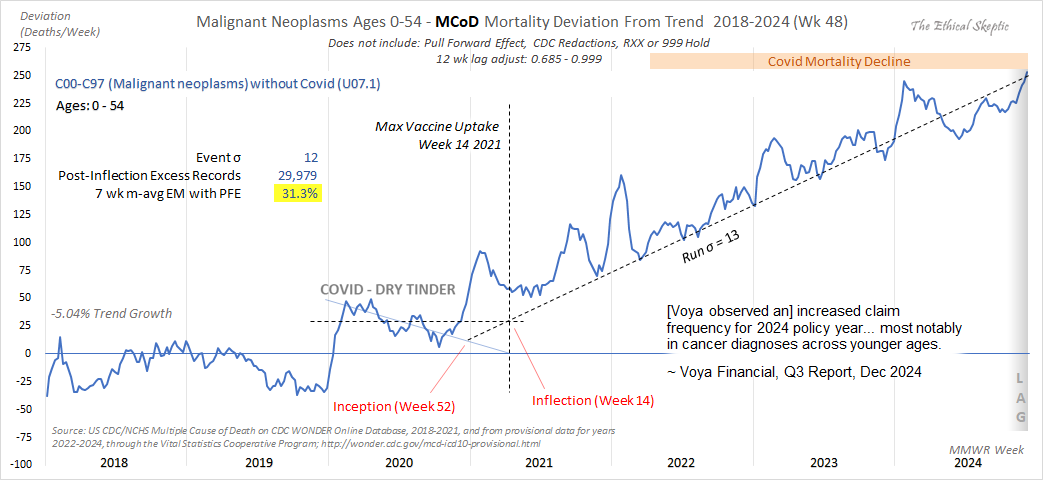 Deviation
(Deaths/Week)
Malignant Neoplasms Ages 0-54 - MCoD Mortality Deviation From Trend 2018-2024 (Wk 48)
The Ethical Skeptic
Does not include: Pull Forward Effect, CDC Redactions, RXX or 999 Hold
12 wk lag adjust: 0.685 - 0.999
Covid Mortality Decline
C00-C97 (Malignant neoplasms) without Covid (U07.1)
Ages: 0 - 54
Max Vaccine Uptake
Week 14 2021
Event σ 12
Post-Inflection Excess Records 29,979
7 wk m-avg EM with PFE 31.3%
275
250
225
200
175
150
125
100
75
50
25
0
25
-50
-75
-100
Run σ = 13
COVID - DRY TINDER
-5.04% Trend Growth
[Voya observed an] increased claim
frequency for 2024 policy year... most notably
in cancer diagnoses across younger ages.
~ Voya Financial, Q3 Report, Dec 2024
Inception (Week 52)
Inflection (Week 14)
L
A
G
Source: US CDC/NCHS Multiple Cause of Death on CDC WONDER Online Database, 2018-2021, and from provisional data for years
2022-2024, through the Vital Statistics Cooperative Program; http://wonder.cdc.gov/mcd-icd10-provisional.html
MMWR Week
2018 2019 2020 2021 2022 2023 2024